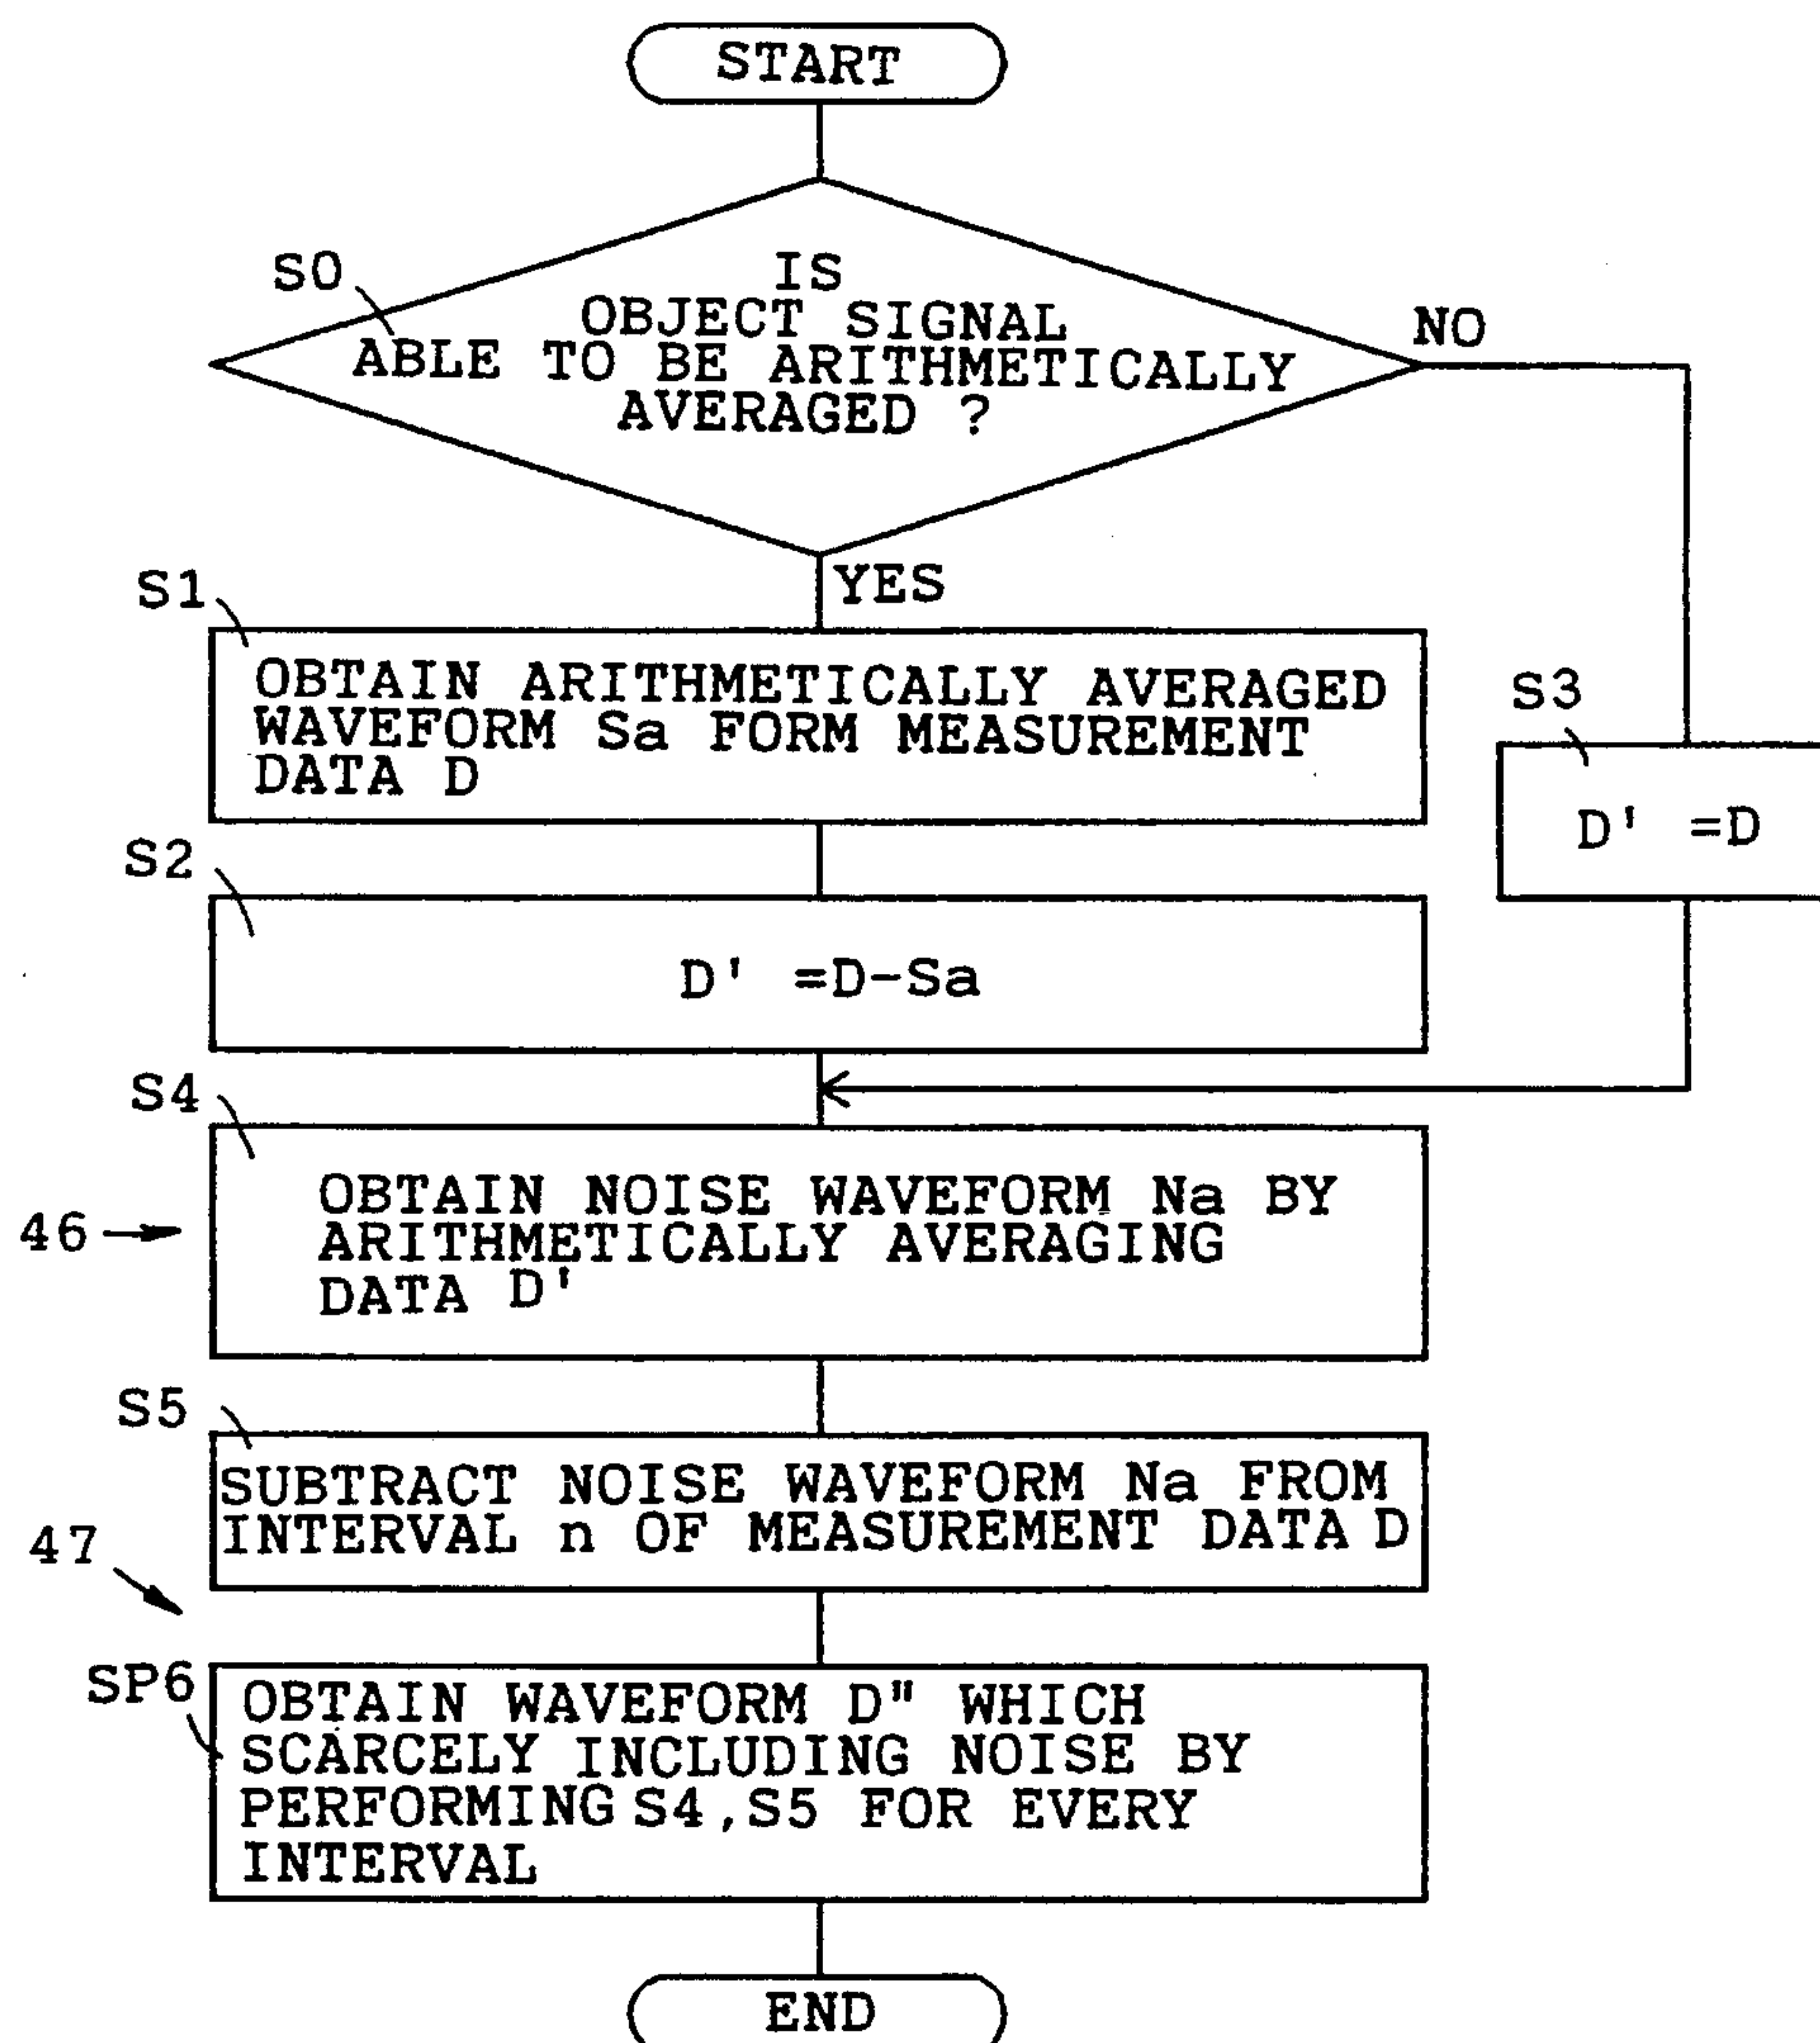 START
S0
IS
OBJECT SIGNAL
ABLE TO BE ARITHMETICALLY
AVERAGED ?
NO
YES
S1
OBTAIN ARITHMETICALLY AVERAGED
WAVEFORM Sa FORM MEASUREMENT
DATA D
S3
D' =D
S2
D' =D-Sa
S4
46
OBTAIN NOISE WAVEFORM Na BY
ARITHMETICALLY AVERAGING
DATA D'
S5
SUBTRACT NOISE WAVEFORM Na FROM
INTERVAL n OF MEASUREMENT DATA D
47
SP6
OBTAIN WAVEFORM D" WHICH
SCARCELY INCLUDING NOISE BY
PERFORMING S4,S5 FOR EVERY
INTERVAL
END